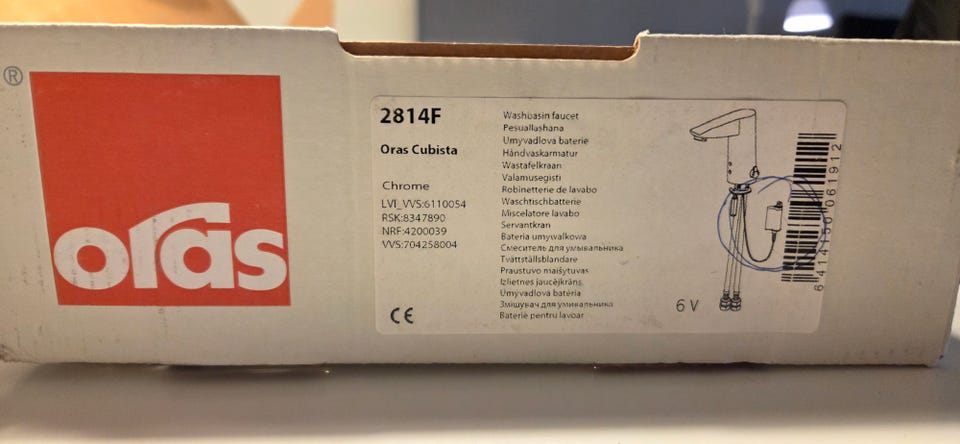 ®
oras
2814F
Oras Cubista
Chrome
LVI_VVS:6110054
RSK:8347890
NRF:4200039
VVS:704258004
CE
Washbasin faucet
Pesuallashana
Umyvadlova baterie
Håndvaskarmatur
Wastafelkraan
Valamusegisti
Robinetterie de lavabo
Waschtischbatterie
Miscelatore lavabo
Servantkran
Bateria umywalkowa
Смеситель для умывальника
Tvättställsblandare
Praustuvo maišytuvas
Izlietnes jaucējkrāns
Umývadlová batéria
Змішувач для умивальника
Baterie pentru lavoar
6 V
6414150061912